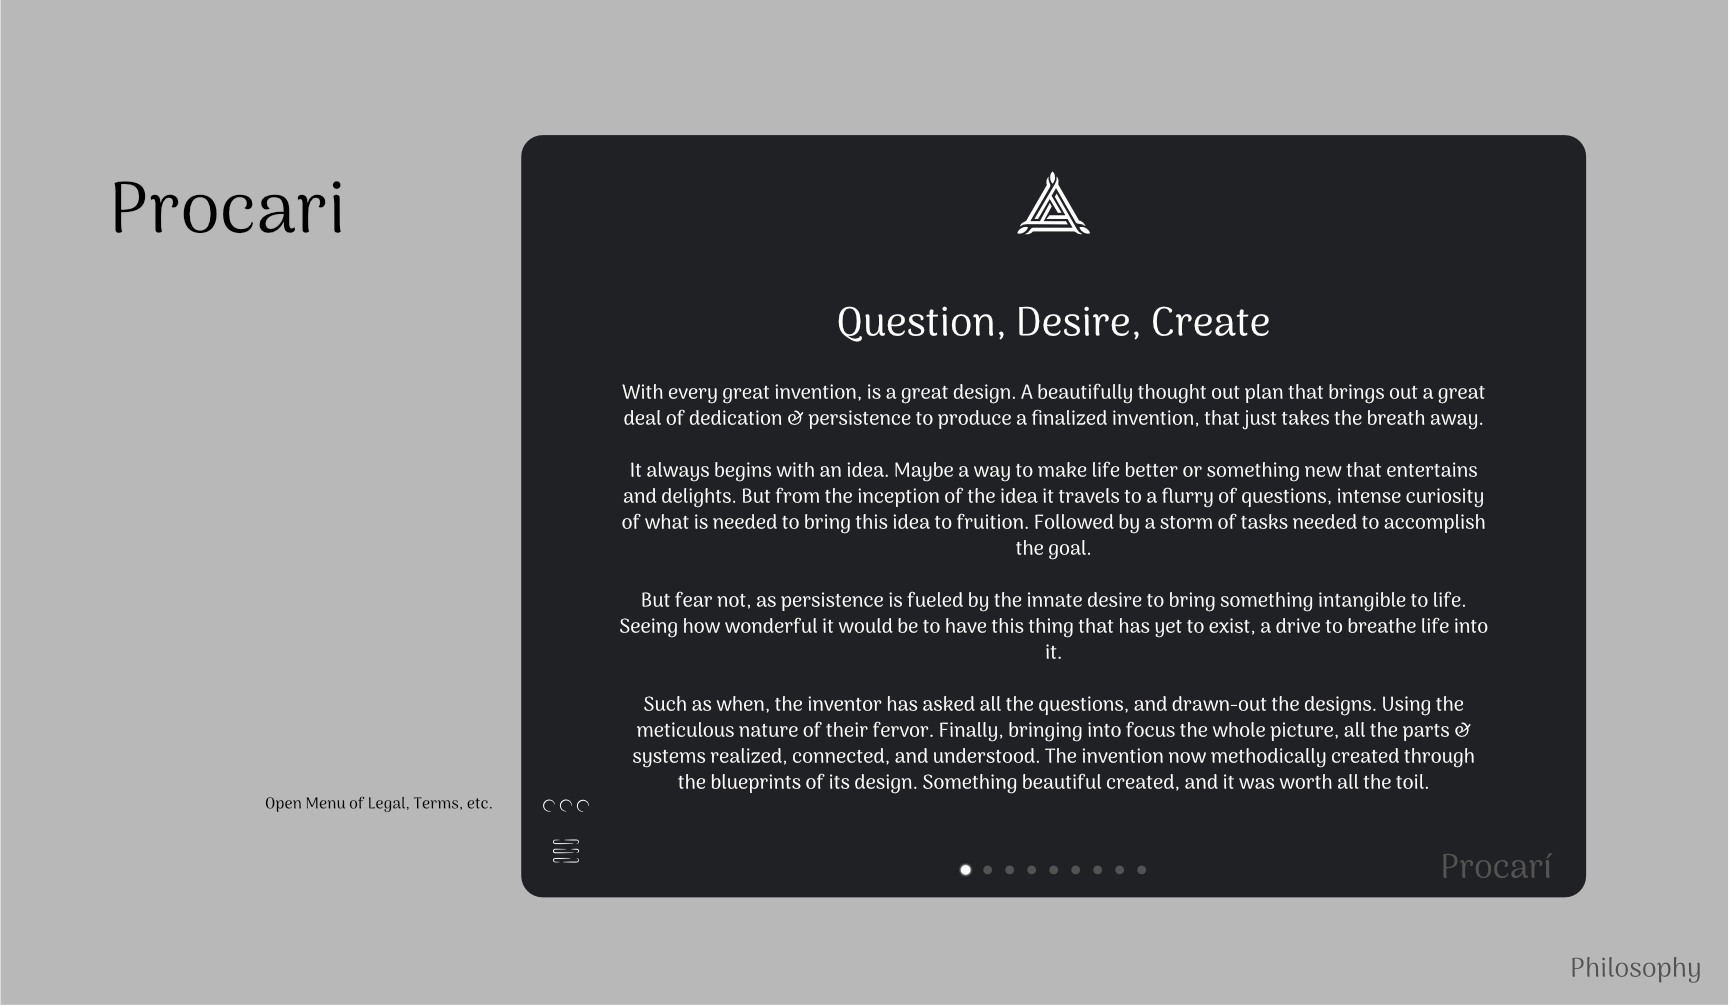 Procari
Question, Desire, Create
With every great invention, is a great design. A beautifully thought out plan that brings out a great
deal of dedication & persistence to produce a finalized invention, that just takes the breath away.
It always begins with an idea. Maybe a way to make life better or something new that entertains
and delights. But from the inception of the idea it travels to a flurry of questions, intense curiosity
of what is needed to bring this idea to fruition. Followed by a storm of tasks needed to accomplish
the goal.
But fear not, as persistence is fueled by the innate desire to bring something intangible to life.
Seeing how wonderful it would be to have this thing that has yet to exist, a drive to breathe life into
it.
Such as when, the inventor has asked all the questions, and drawn-out the designs. Using the
meticulous nature of their fervor. Finally, bringing into focus the whole picture, all the parts &
systems realized, connected, and understood. The invention now methodically created through
the blueprints of its design. Something beautiful created, and it was worth all the toil.
Open Menu of Legal, Terms, etc.
Procarí
Philosophy